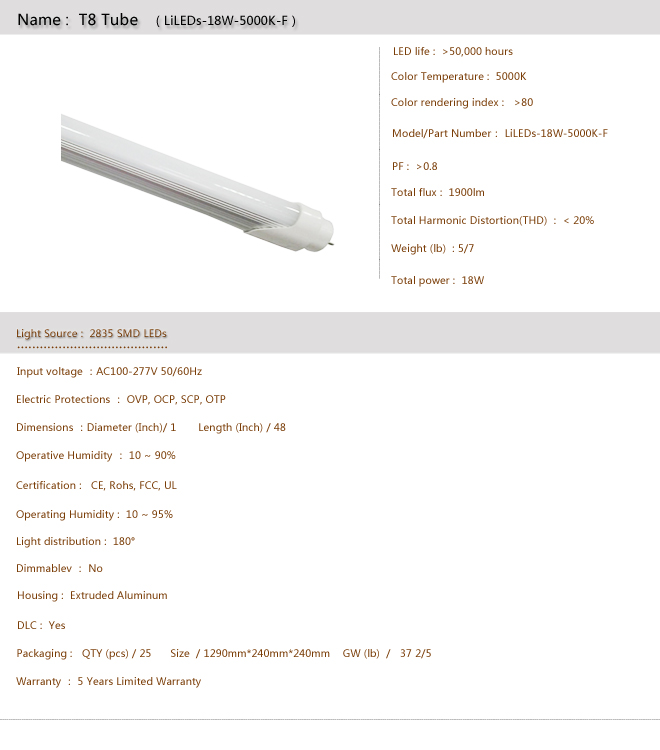 Name : T8 Tube ( LiLEDs-18W-5000K-F )
LED life : >50,000 hours
Color Temperature : 5000K
Color rendering index : >80
Model/Part Number : LiLEDs-18W-5000K-F
PF : >0.8
Total flux : 1900lm
Total Harmonic Distortion(THD) : < 20%
Weight (lb) : 5/7
Total power : 18W
Light Source : 2835 SMD LEDs
Input voltage : AC100-277V 50/60Hz
Electric Protections : OVP, OCP, SCP, OTP
Dimensions : Diameter (Inch)/ 1 Length (Inch) / 48
Operative Humidity : 10 ~ 90%
Certification : CE, Rohs, FCC, UL
Operating Humidity : 10 ~ 95%
Light distribution : 180°
Dimmablev : No
Housing : Extruded Aluminum
DLC : Yes
Packaging : QTY (pcs) / 25 Size / 1290mm*240mm*240mm GW (lb) / 37 2/5
Warranty : 5 Years Limited Warranty